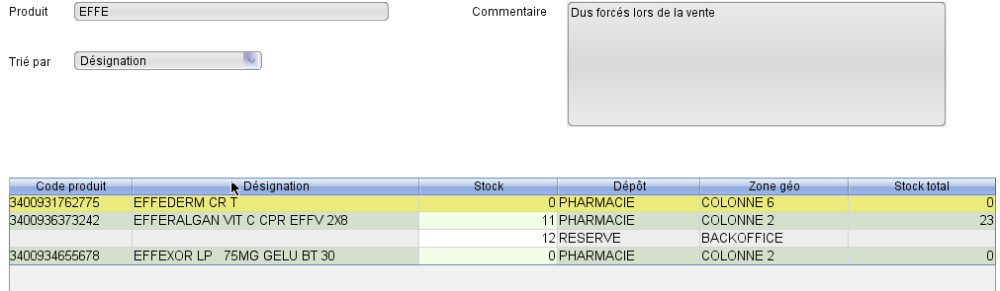 Produit EFFE Commentaire Dus forcés lors de la vente
Trié par Désignation
Code produit Désignation Stock Dépôt Zone géo Stock total
3400931762775 EFFEDERM CR T 0 PHARMACIE COLONNE 6 0
3400936373242 EFFERALGAN VIT C CPR EFFV 2X8 11 PHARMACIE COLONNE 2 23
12 RESERVE BACKOFFICE
3400934655678 EFFEXOR LP 75MG GELU BT 30 0 PHARMACIE COLONNE 2 0